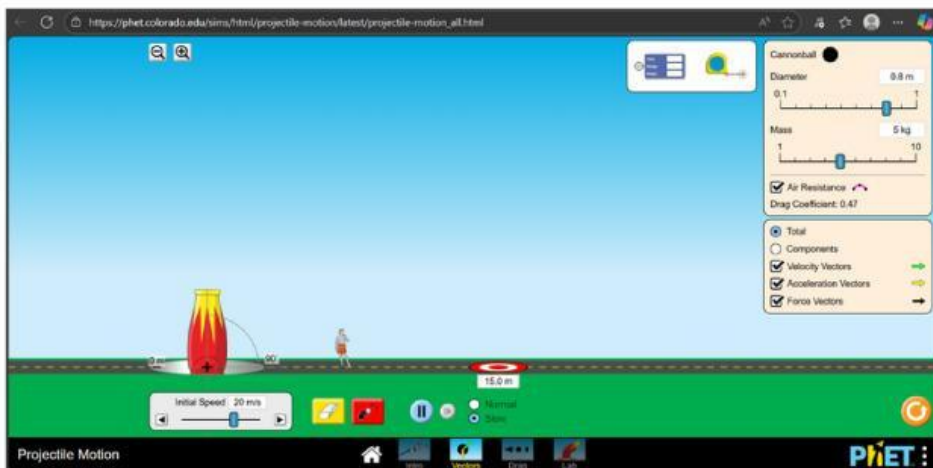 https://phet.colorado.edu/sims/html/projectile-motion/latest/projectile-motion_all.html
Cannonball
Diameter
0.8 m
0.1
1
Mass
5 kg
1
10
Air Resistance
Drag Coefficient: 0.47
Total
Components
Velocity Vectors
Acceleration Vectors
Force Vectors
0 m
90°
15.0 m
Initial Speed 20 m/s
Normal
Slow
Projectile Motion
Intro
Vectors
Drag
Lab
PhET